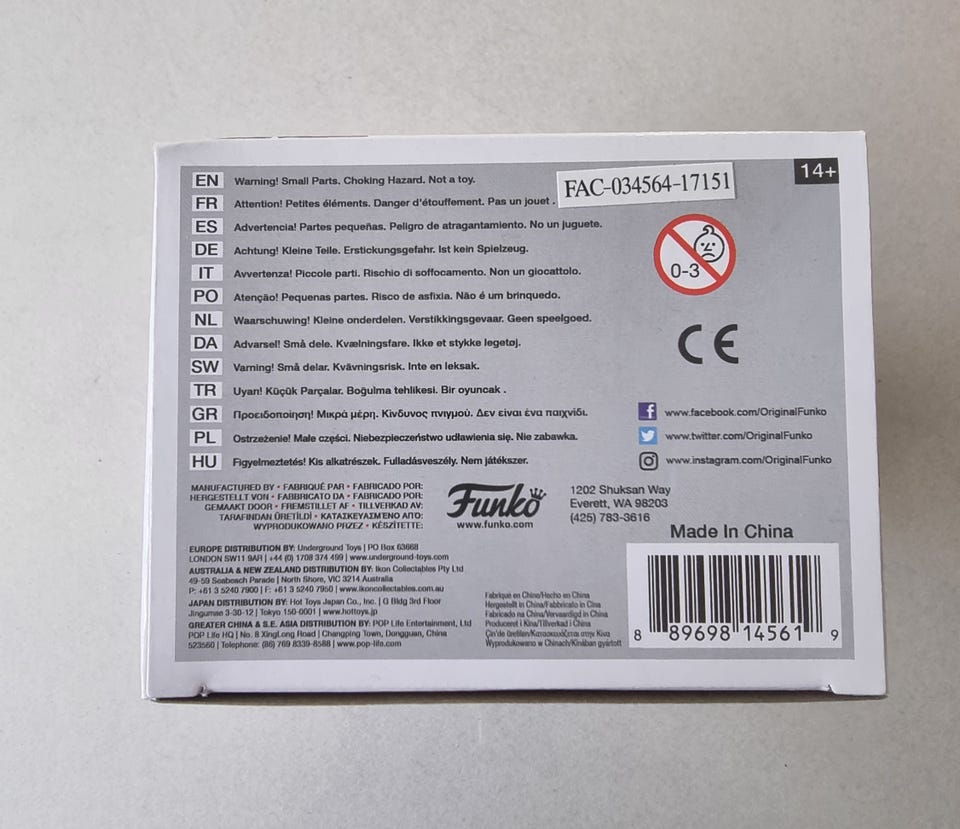 EN Warning! Small Parts. Choking Hazard. Not a toy.
FAC-034564-17151
14+
FR Attention! Petites éléments. Danger d'étouffement. Pas un jouet .
ES Advertencia! Partes pequeñas. Peligro de atragantamiento. No un juguete.
DE Achtung! Kleine Teile. Erstickungsgefahr. Ist kein Spielzeug.
IT Avvertenza! Piccole parti. Rischio di soffocamento. Non un giocattolo.
0-3
PO Atenção! Pequenas partes. Risco de asfixia. Não é um brinquedo.
NL Waarschuwing! Kleine onderdelen. Verstikkingsgevaar. Geen speelgoed.
DA Advarsel! Små dele. Kvælningsfare. Ikke et stykke legetøj.
CE
SW Varning! Små delar. Kvävningsrisk. Inte en leksak.
TR Uyarı! Küçük Parçalar. Boğulma tehlikesi. Bir oyuncak .
GR Προειδοποίηση! Μικρά μέρη. Κίνδυνος πνιγμού. Δεν είναι ένα παιχνίδι.
PL Ostrzeżenie! Małe części. Niebezpieczeństwo udławienia się. Nie zabawka.
HU Figyelmeztetés! Kis alkatrészek. Fulladásveszély. Nem játékszer.
www.facebook.com/OriginalFunko
www.twitter.com/OriginalFunko
www.instagram.com/OriginalFunko
MANUFACTURED BY • FABRIQUÉ PAR • FABRICADO POR:
HERGESTELLT VON • FABBRICATO DA • FABRICADO POR:
GEMAAKT DOOR • FREMSTILLET AF • TILLVERKAD AV:
TARAFINDAN ÜRETİLDİ • ΚΑΤΑΣΚΕΥΑΣΜΕΝΟ ΑΠΟ:
WYPRODUKOWANO PRZEZ • KÉSZÍTETTE:
Funko
www.funko.com
1202 Shuksan Way
Everett, WA 98203
(425) 783-3616
Made In China
EUROPE DISTRIBUTION BY: Underground Toys | PO Box 63668
LONDON SW11 9AR | +44 (0) 1708 374 499 | www.underground-toys.com
AUSTRALIA & NEW ZEALAND DISTRIBUTION BY: Ikon Collectables Pty Ltd
49-59 Seabeach Parade | North Shore, VIC 3214 Australia
P: +61 3 5240 7900 | F: +61 3 5240 7950 | www.ikoncollectables.com.au
JAPAN DISTRIBUTION BY: Hot Toys Japan Co., Inc. | G Bldg 3rd Floor
Jingumae 3-30-12 | Tokyo 150-0001 | www.hottoys.jp
GREATER CHINA & S.E. ASIA DISTRIBUTION BY: POP Life Entertainment, Ltd
POP Life HQ | No. 8 XingLong Road | Changping Town, Dongguan, China
523560 | Telephone: (86) 769 8339-8588 | www.pop-life.com
Fabrique en Chine/Hecho en China
Hergestellt in China/Fabbricato in Cina
Fabricado na China/Vervaardigd in China
Produceret i Kina/Tillverkad i China
Çin'de üretilen/Κατασκευάζεται στην Κίνα
Wyprodukowano w Chinach/Kínában gyártott
8 89698 14561 9